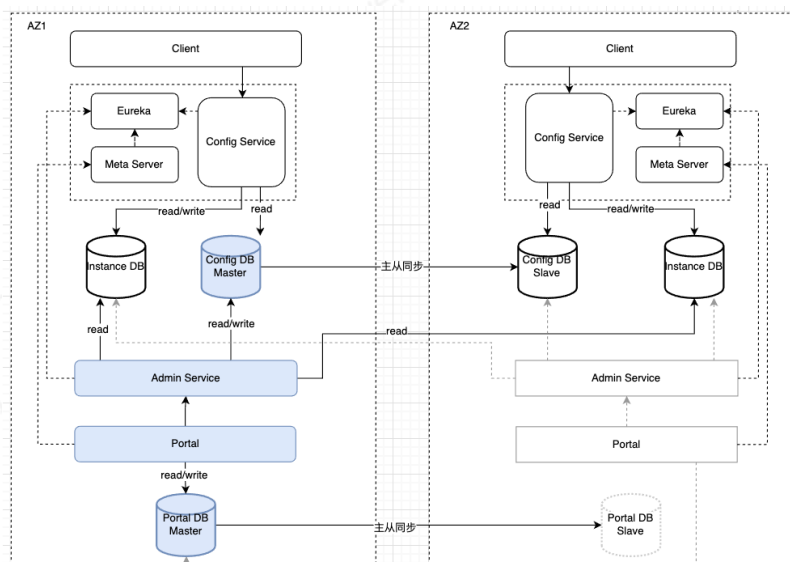 AZ1
AZ2
Client
Client
Eureka
Config Service
Meta Server
Config Service
Eureka
Meta Server
read/write
read
read
read/write
Instance DB
Config DB
Master
主从同步
Config DB
Slave
Instance DB
read
read/write
read
Admin Service
Admin Service
Portal
Portal
read/write
Portal DB
Master
主从同步
Portal DB
Slave